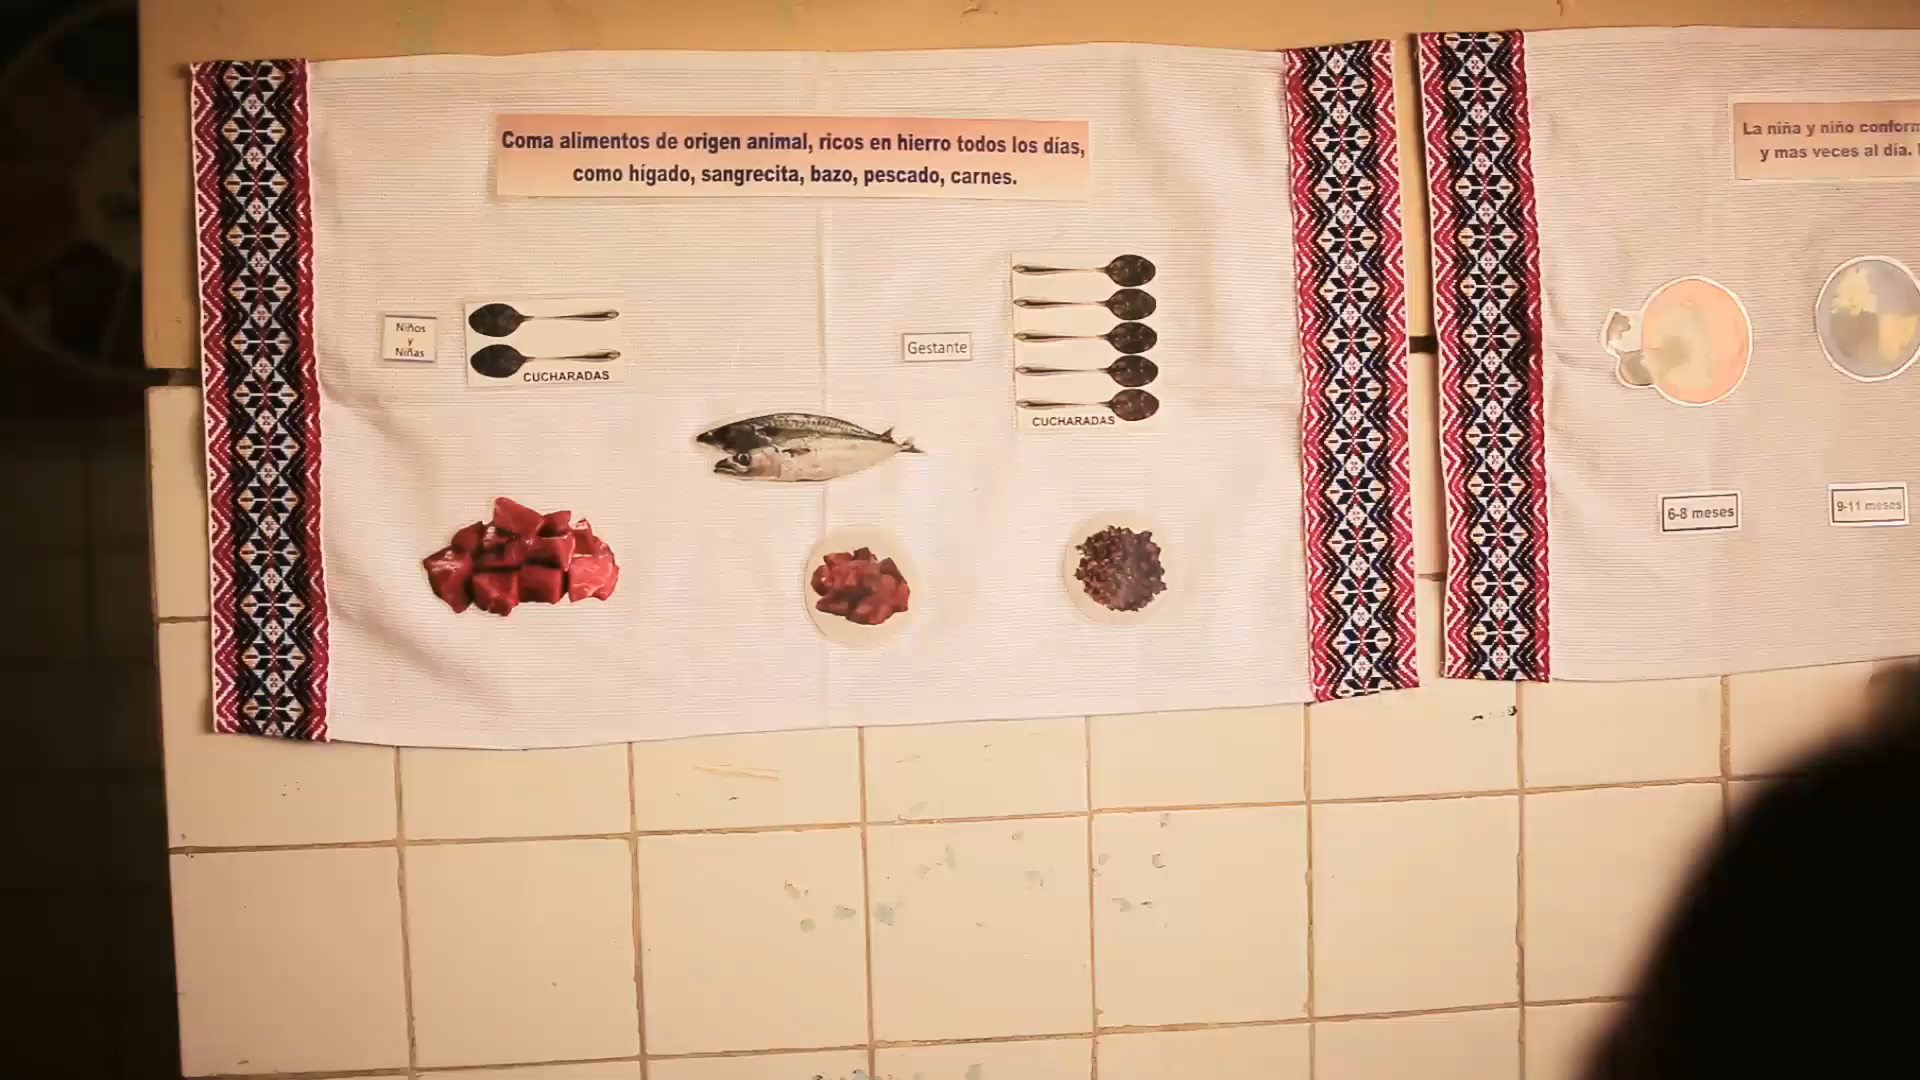 Coma alimentos de origen animal, ricos en hierro todos los días,
como hígado, sangrecita, bazo, pescado, carnes.
Niños
y
Niñas
CUCHARADAS
Gestante
CUCHARADAS
La niña y niño
y mas veces al día.
6-8 meses
9-11 meses